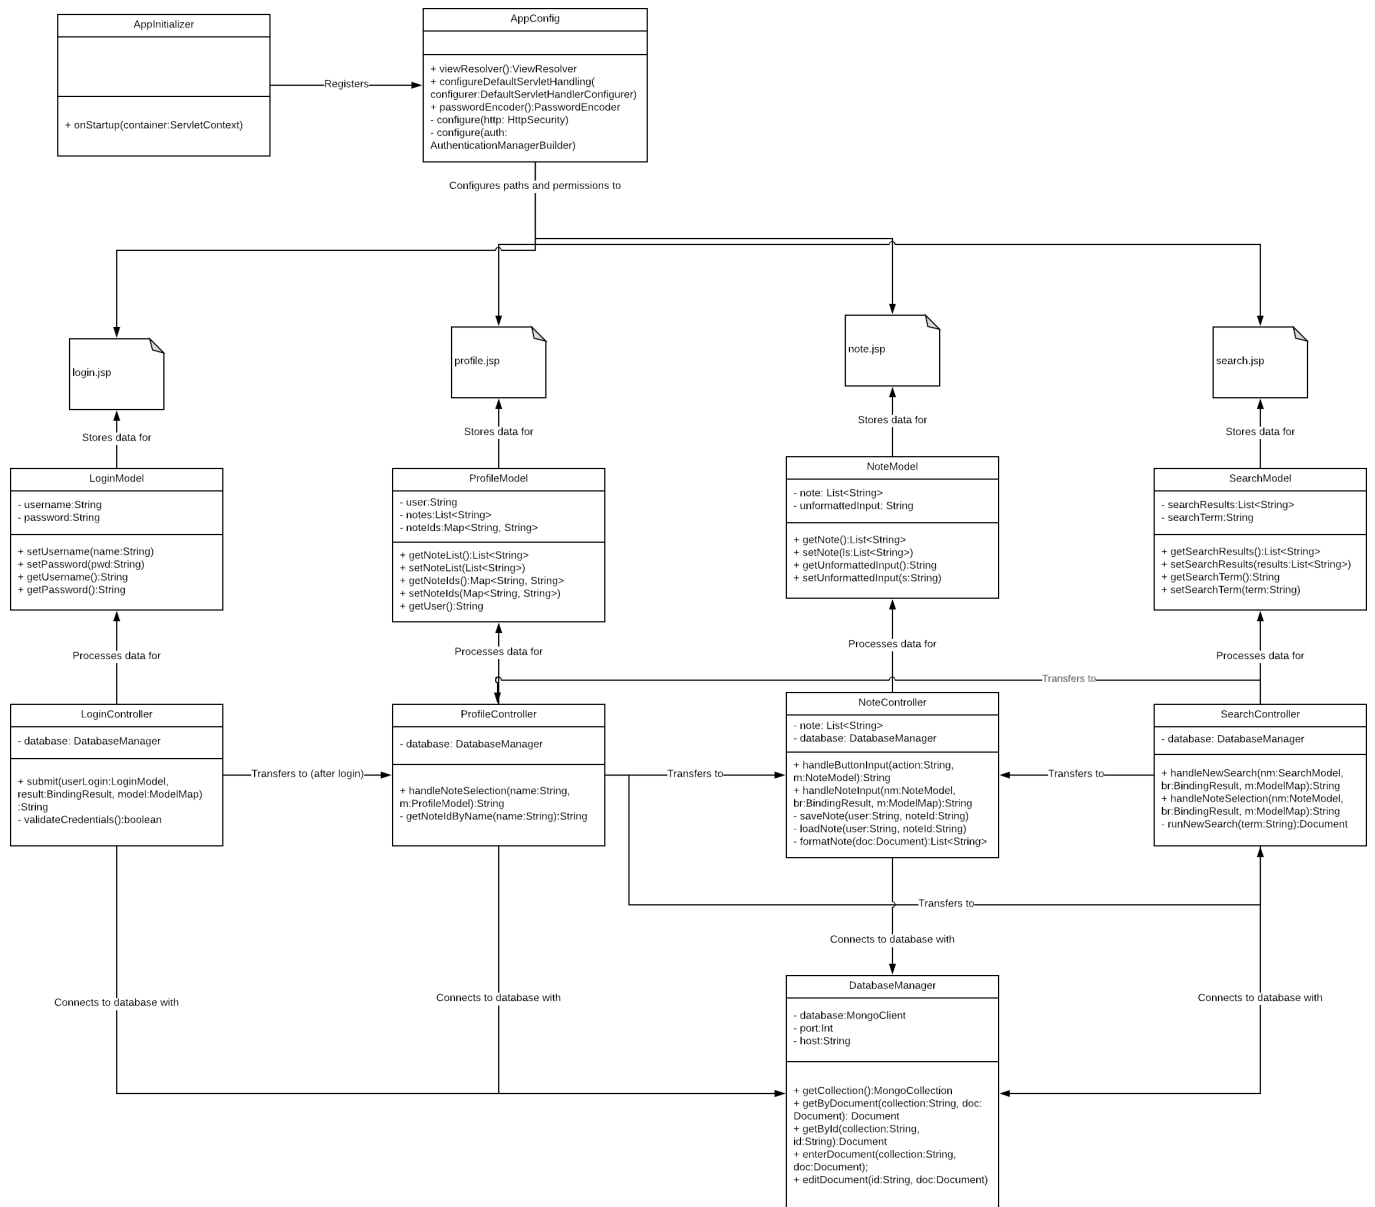 AppInitializer
+ onStartup(container:ServletContext)
Registers
AppConfig
+ viewResolver():ViewResolver
+ configureDefaultServletHandling(
configurer:DefaultServletHandlerConfigurer)
+ passwordEncoder():PasswordEncoder
- configure(http: HttpSecurity)
- configure(auth:
AuthenticationManagerBuilder)
Configures paths and permissions to
login.jsp
profile.jsp
note.jsp
search.jsp
Stores data for
Stores data for
Stores data for
Stores data for
LoginModel
- username:String
- password:String
+ setUsername(name:String)
+ setPassword(pwd:String)
+ getUsername():String
+ getPassword():String
ProfileModel
- user:String
- notes:List<String>
- noteIds:Map<String, String>
+ getNoteList():List<String>
+ setNoteList(List<String>)
+ getNoteIds():Map<String, String>
+ setNoteIds(Map<String, String>)
+ getUser():String
NoteModel
- note: List<String>
- unformattedInput: String
+ getNote():List<String>
+ setNote(ls:List<String>)
+ getUnformattedInput():String
+ setUnformattedInput(s:String)
SearchModel
- searchResults:List<String>
- searchTerm:String
+ getSearchResults():List<String>
+ setSearchResults(results:List<String>)
+ getSearchTerm():String
+ setSearchTerm(term:String)
Processes data for
Processes data for
Processes data for
Processes data for
Transfers to
LoginController
- database: DatabaseManager
+ submit(userLogin:LoginModel,
result:BindingResult, model:ModelMap)
:String
- validateCredentials():boolean
Transfers to (after login)
ProfileController
- database: DatabaseManager
+ handleNoteSelection(name:String,
m:ProfileModel):String
- getNoteIdByName(name:String):String
Transfers to
NoteController
- note: List<String>
- database: DatabaseManager
+ handleButtonInput(action:String,
m:NoteModel):String
+ handleNoteInput(nm:NoteModel,
br:BindingResult, m:ModelMap):String
- saveNote(user:String, noteId:String)
- loadNote(user:String, noteId:String)
- formatNote(doc:Document):List<String>
Transfers to
SearchController
- database: DatabaseManager
+ handleNewSearch(nm:SearchModel,
br:BindingResult, m:ModelMap):String
+ handleNoteSelection(nm:NoteModel,
br:BindingResult, m:ModelMap):String
- runNewSearch(term:String):Document
Transfers to
Connects to database with
Connects to database with
Connects to database with
Connects to database with
DatabaseManager
- database:MongoClient
- port:Int
- host:String
+ getCollection():MongoCollection
+ getByDocument(collection:String, doc:
Document): Document
+ getById(collection:String,
id:String):Document
+ enterDocument(collection:String,
doc:Document);
+ editDocument(id:String, doc:Document)